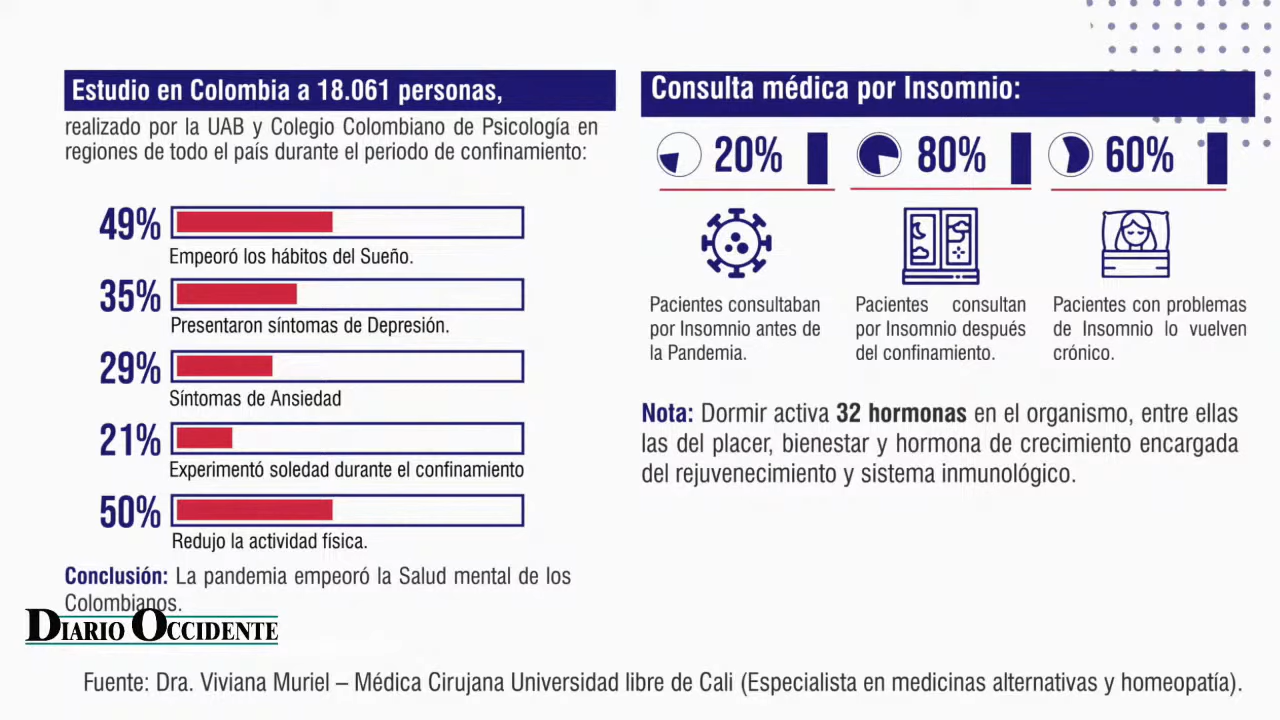 Estudio en Colombia a 18.061 personas,
realizado por la UAB y Colegio Colombiano de Psicología en
regiones de todo el país durante el periodo de confinamiento:
49%
Empeoró los hábitos del Sueño.
35%
Presentaron síntomas de Depresión.
29%
Síntomas de Ansiedad
21%
Experimentó soledad durante el confinamiento
50%
Redujo la actividad física.
Conclusión: La pandemia empeoró la Salud mental de los
Colombianos.
DIARIO OCCIDENTE
Consulta médica por Insomnio:
20%
Pacientes consultaban
por Insomnio antes de
la Pandemia.
80%
Pacientes consultan
por Insomnio después
del confinamiento.
60%
Pacientes con problemas
de Insomnio lo vuelven
crónico.
Nota: Dormir activa 32 hormonas en el organismo, entre ellas
las del placer, bienestar y hormona de crecimiento encargada
del rejuvenecimiento y sistema inmunológico.
Fuente: Dra. Viviana Muriel – Médica Cirujana Universidad libre de Cali (Especialista en medicinas alternativas y homeopatía).